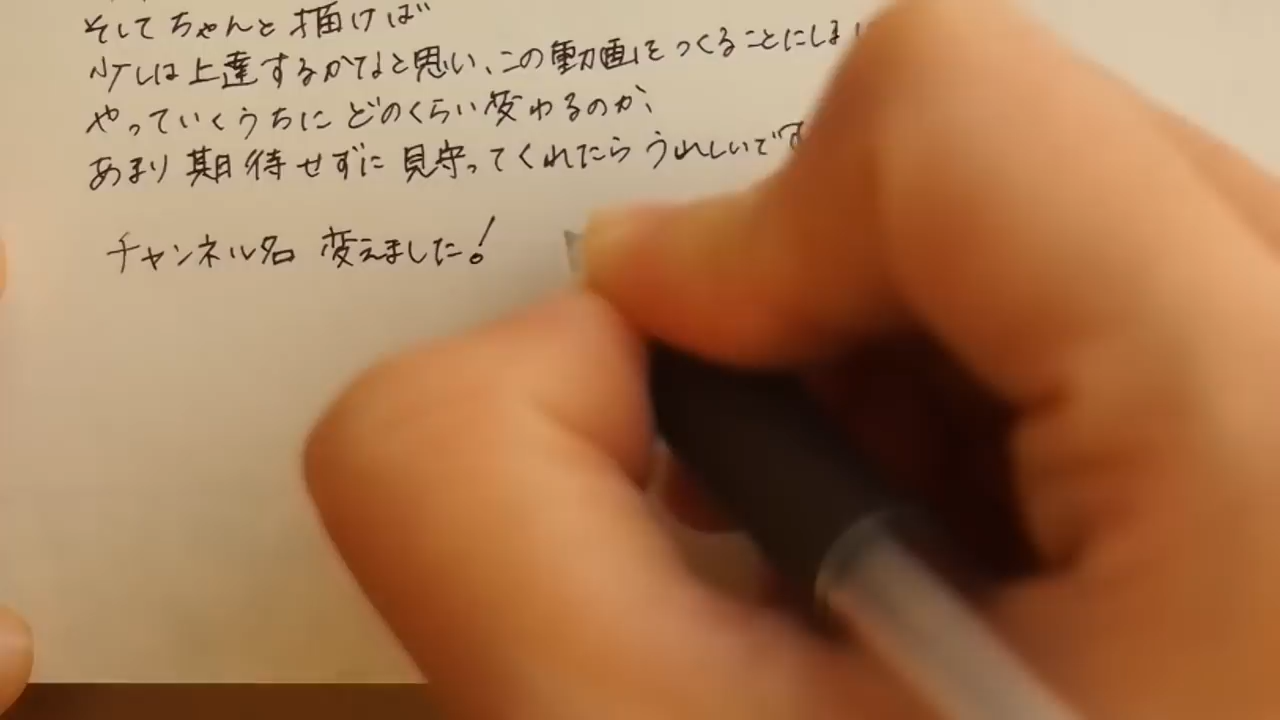 そしてちゃんと描けば
少しは上達するかなと思い、この動画をつくることにしま
やっていくうちに どのくらい変わるのか、
あまり期待せずに 見守ってくれたら うれしいです
チャンネル名 変えました!